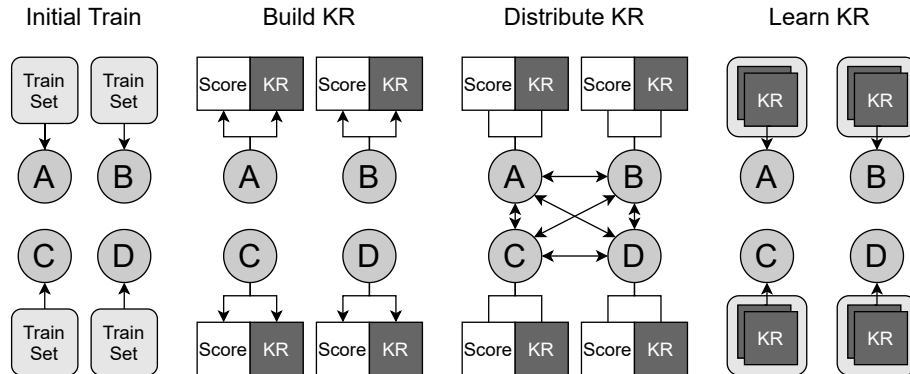 Initial Train
Build KR
Distribute KR
Learn KR
Train
Set
Train
Set
Score KR
Score KR
Score KR
Score KR
KR
KR
A
B
A
B
A
B
A
B
C
D
C
D
C
D
C
D
Train
Set
Train
Set
Score KR
Score KR
Score KR
Score KR
KR
KR